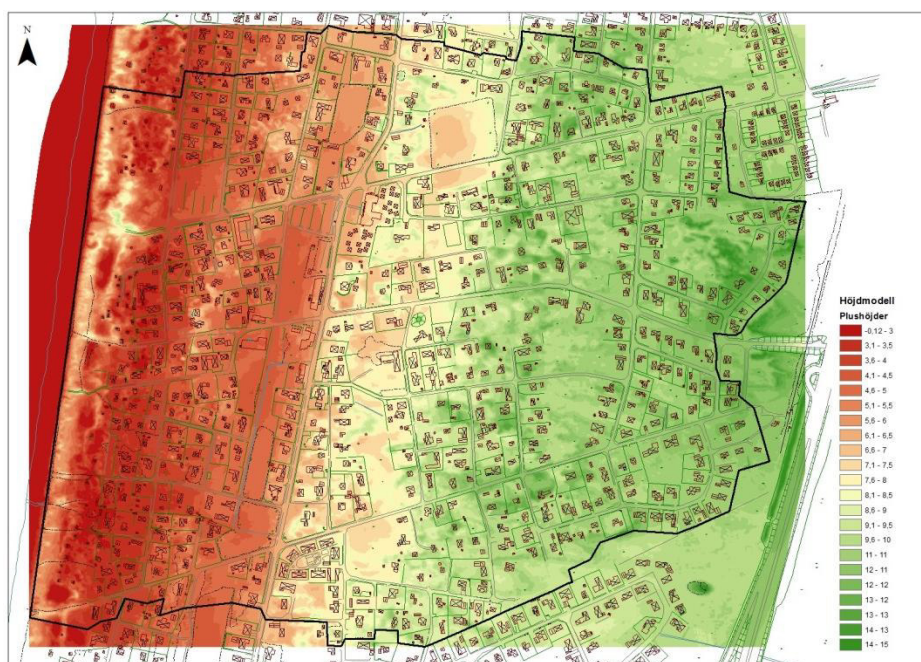 N
Höjdmodell
Plushöjder
-0,12 - 3
3,1 - 3,5
3,6 - 4
4,1 - 4,5
4,6 - 5
5,1 - 5,5
5,6 - 6
6,1 - 6,5
6,6 - 7
7,1 - 7,5
7,6 - 8
8,1 - 8,5
8,6 - 9
9,1 - 9,5
9,6 - 10
11 - 11
12 - 11
12 - 12
13 - 12
13 - 13
14 - 13
14 - 15